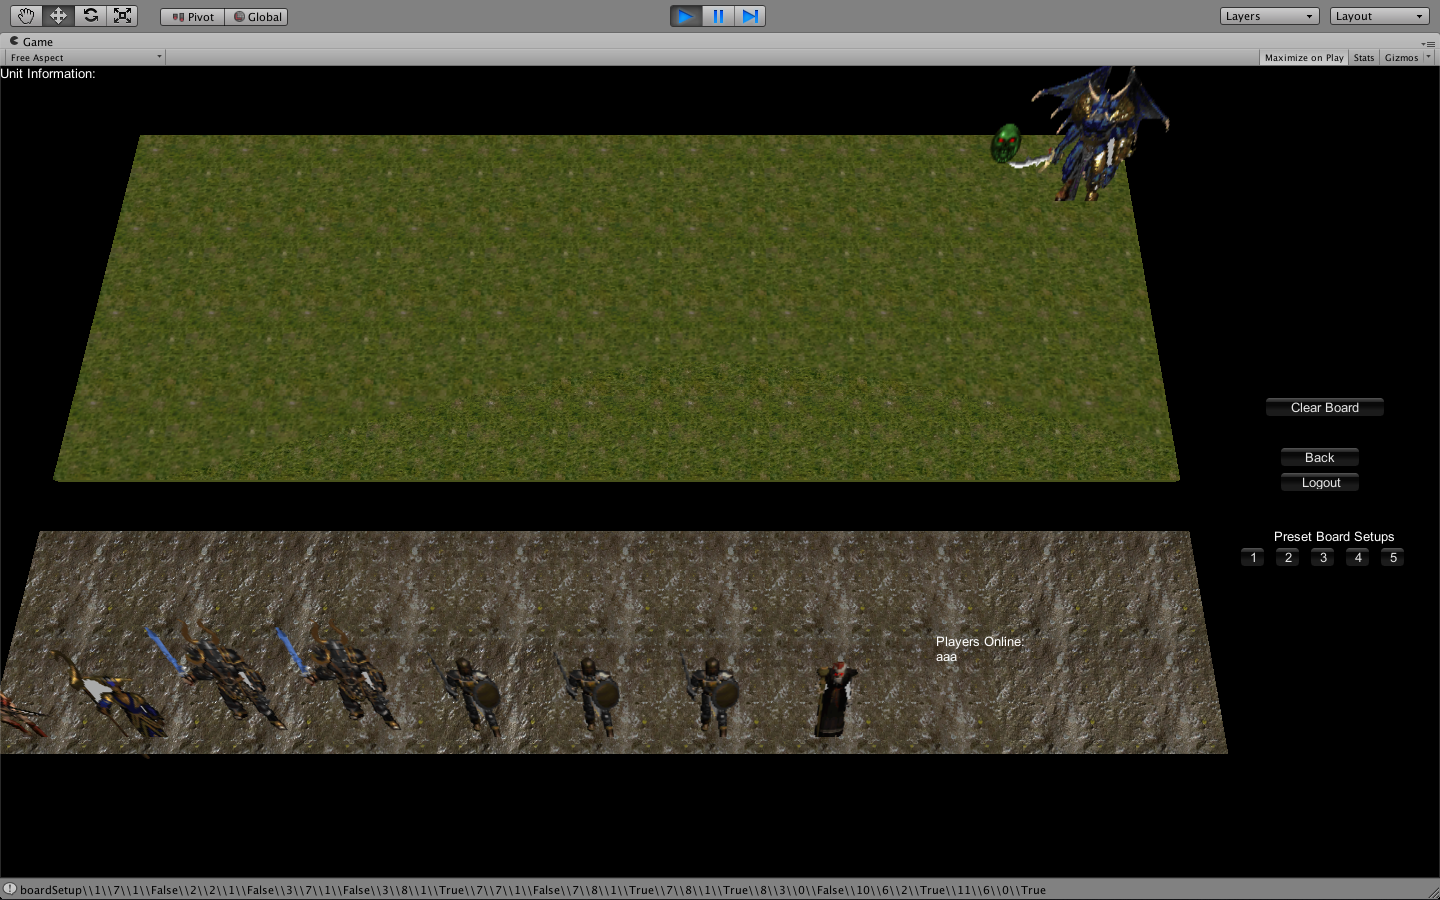 Pivot
Global
Layers
Layout
Game
Free Aspect
Maximize on Play
Stats
Gizmos
Unit Information:
Clear Board
Back
Logout
Preset Board Setups
1 2 3 4 5
Players Online:
aaa
boardSetup\\1\\7\\1\\False\\2\\2\\1\\False\\3\\7\\1\\False\\3\\8\\1\\True\\7\\7\\1\\False\\7\\8\\1\\True\\7\\8\\1\\True\\8\\3\\0\\False\\10\\6\\2\\True\\11\\6\\0\\True